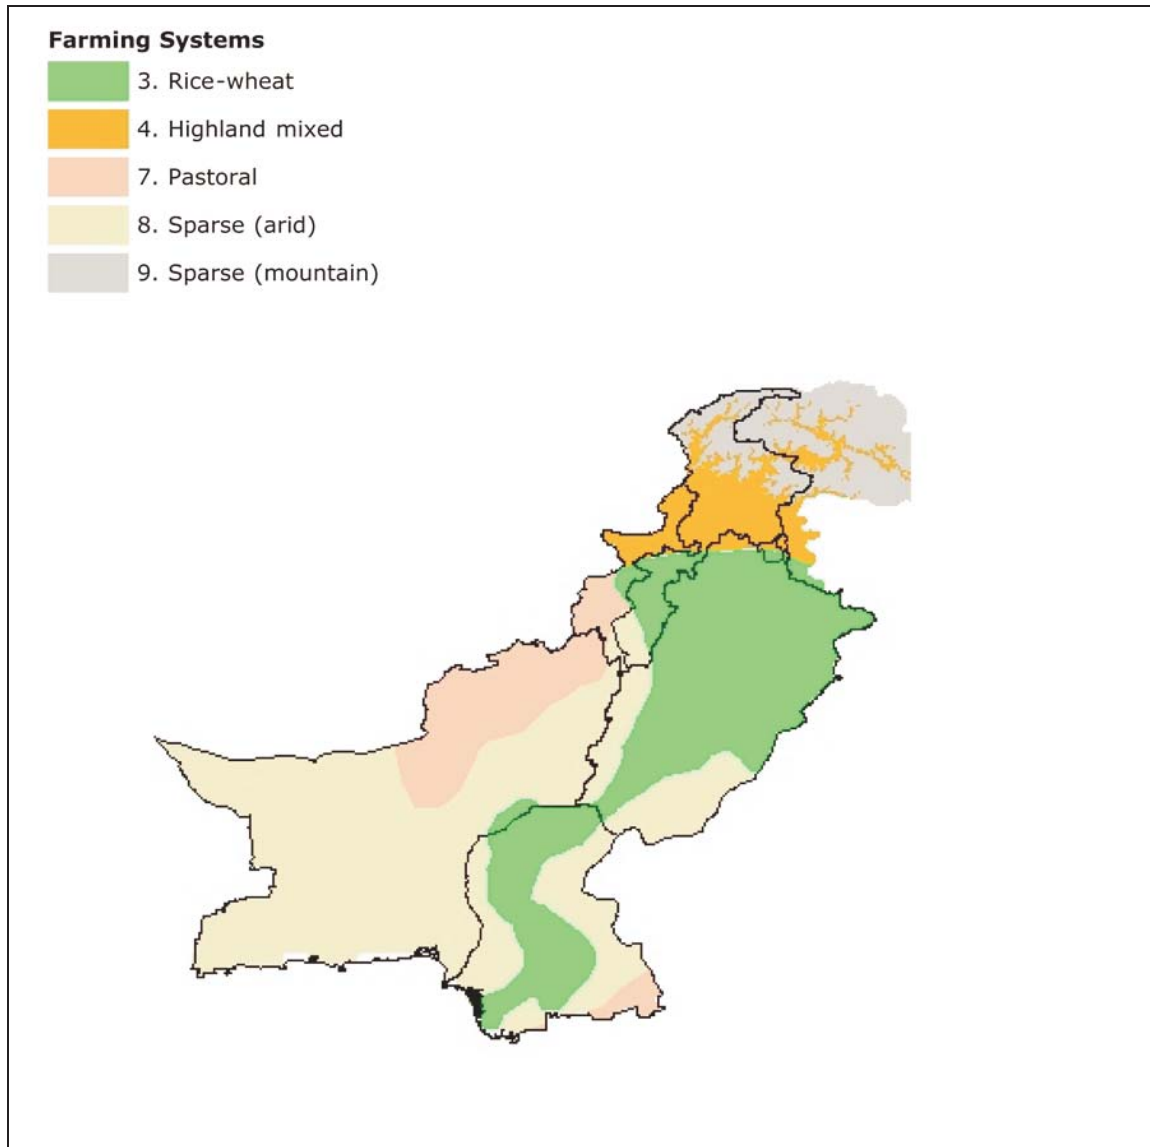 Farming Systems
3. Rice-wheat
4. Highland mixed
7. Pastoral
8. Sparse (arid)
9. Sparse (mountain)